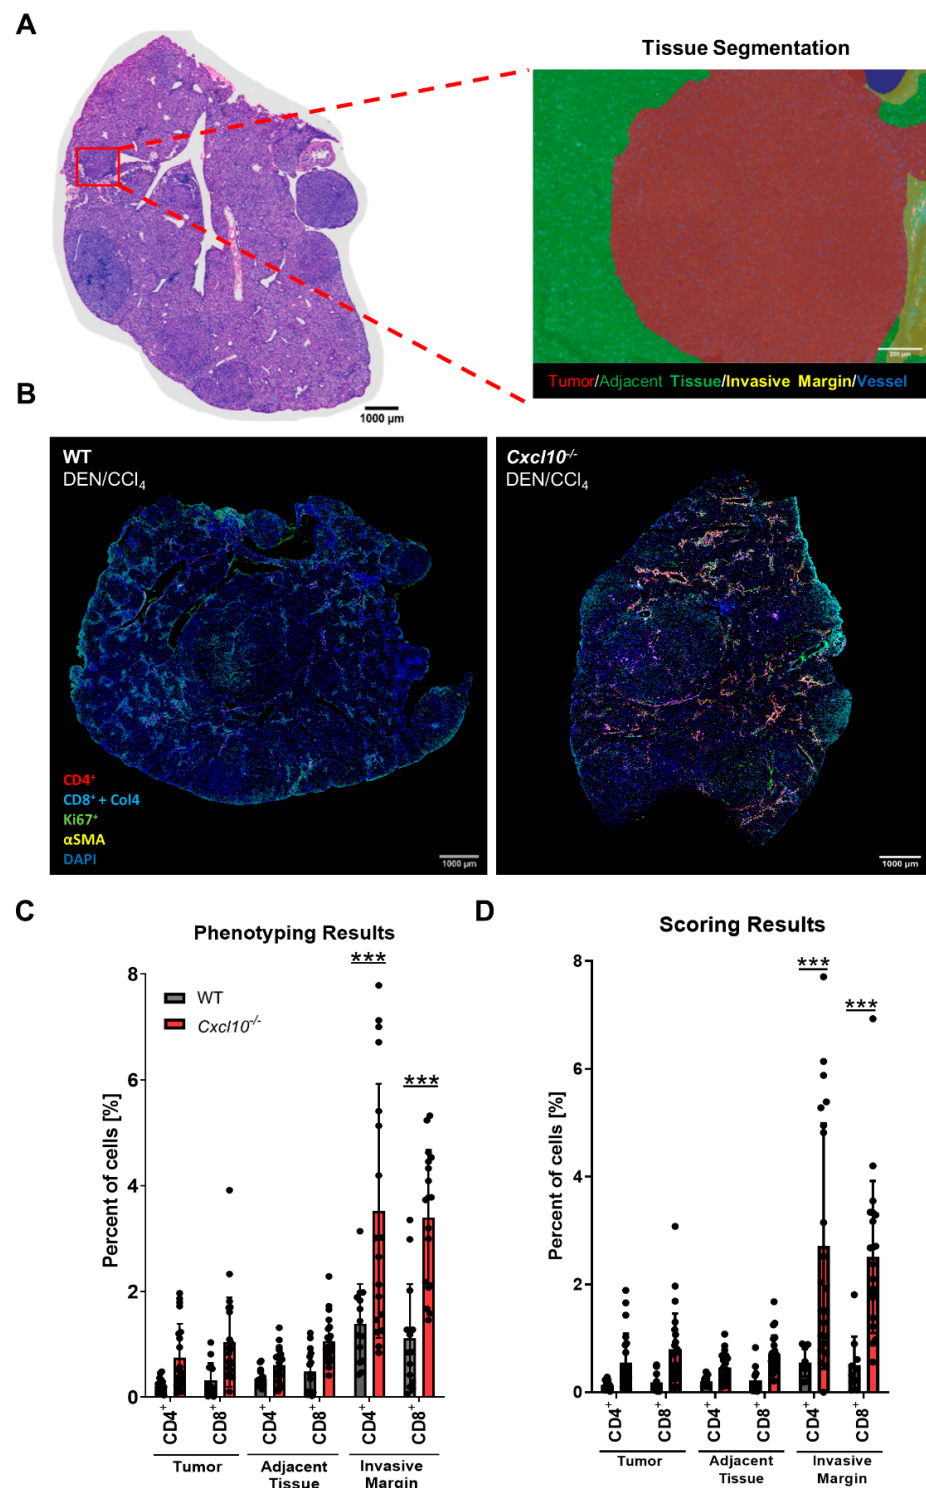 A
Tissue Segmentation
200 µm
1000 µm
Tumor/Adjacent Tissue/Invasive Margin/Vessel
B
WT
DEN/CCl₄
CD4⁺
CD8⁺ + Col4
Ki67⁺
αSMA
DAPI
1000 µm
Cxcl10⁻/⁻
DEN/CCl₄
1000 µm
C
Phenotyping Results
Percent of cells [%]
8
6
4
2
0
WT
Cxcl10⁻/⁻
***
***
CD4⁺
CD8⁺
CD4⁺
CD8⁺
CD4⁺
CD8⁺
Tumor
Adjacent
Tissue
Invasive
Margin
D
Scoring Results
Percent of cells [%]
8
6
4
2
0
***
***
CD4⁺
CD8⁺
CD4⁺
CD8⁺
CD4⁺
CD8⁺
Tumor
Adjacent
Tissue
Invasive
Margin